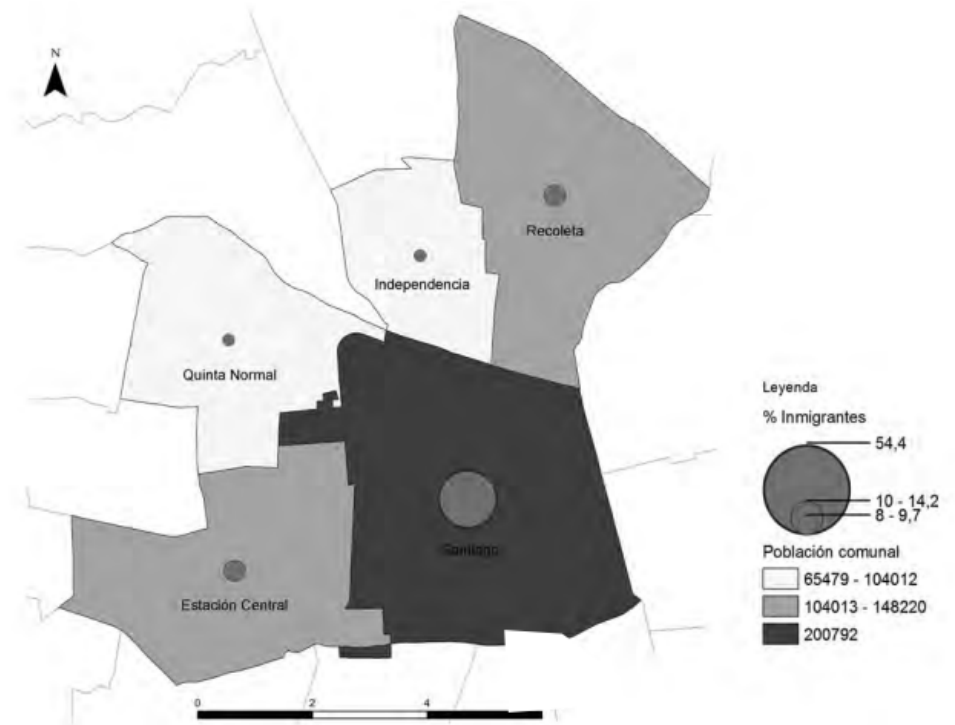 N
Recoleta
Independencia
Quinta Normal
Santiago
Estación Central
0 2 4
Leyenda
% Inmigrantes
54,4
10 - 14,2
8 - 9,7
Población comunal
65479 - 104012
104013 - 148220
200792